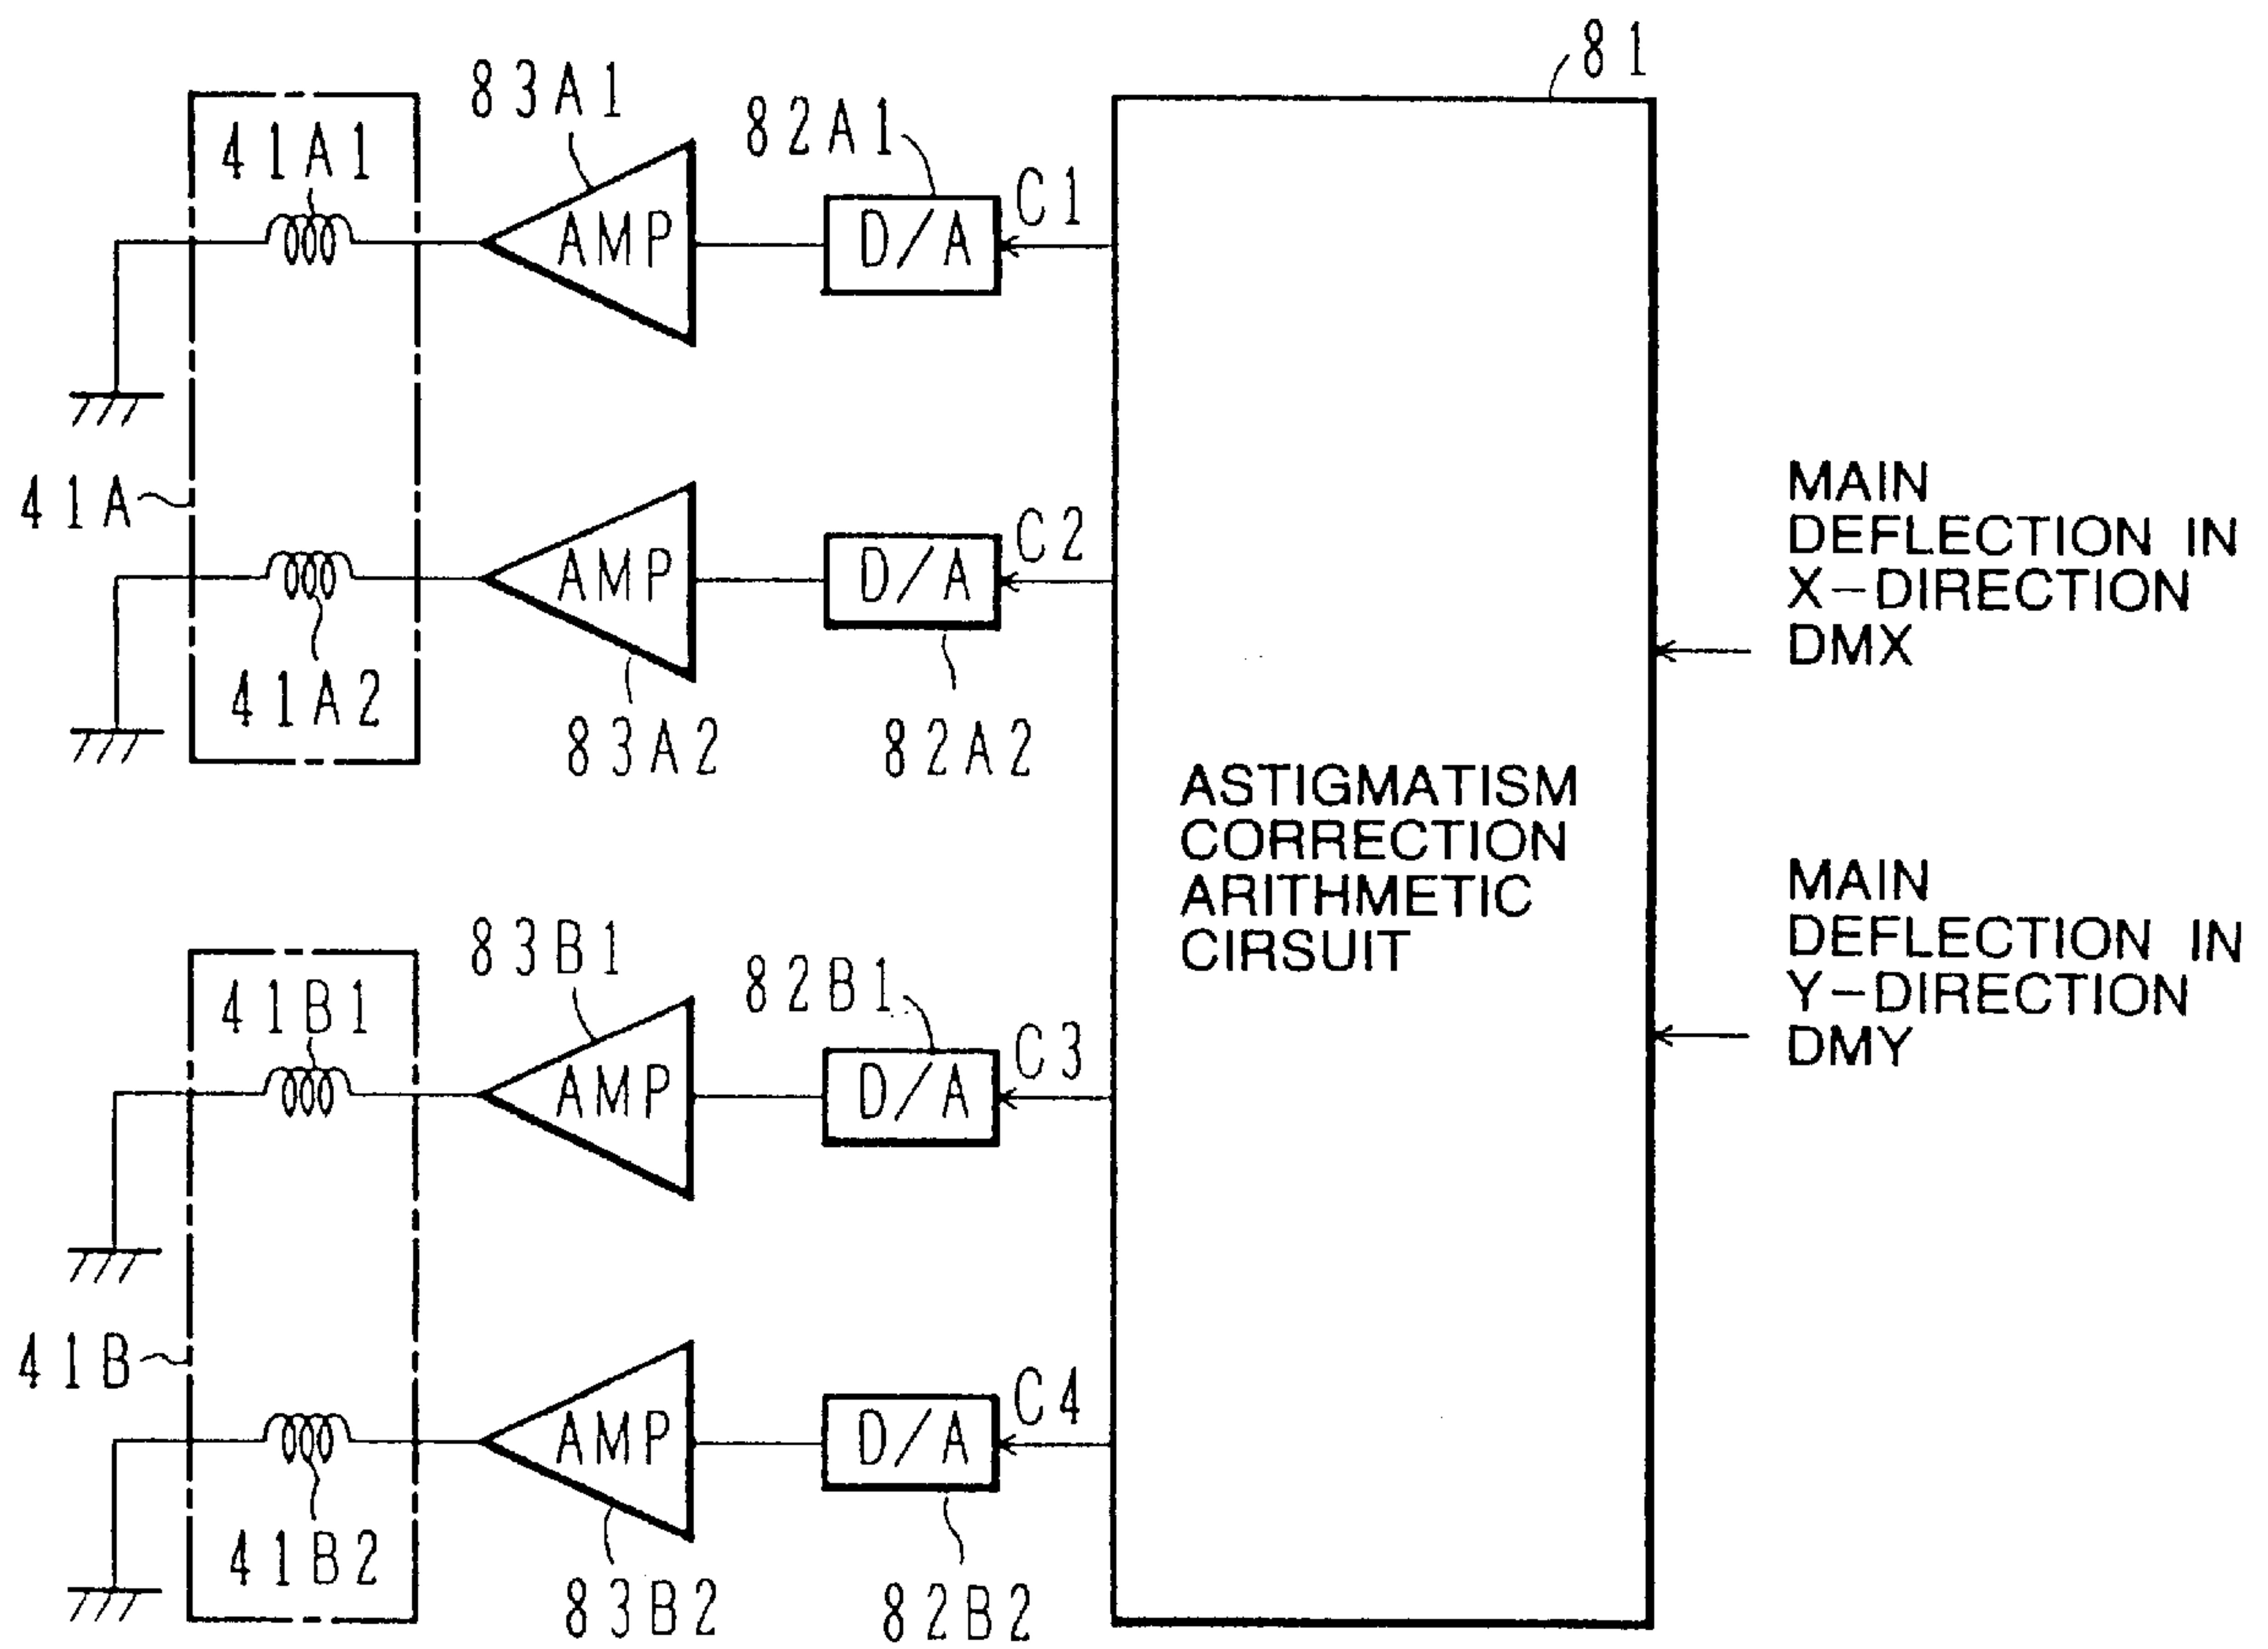 81
83A1
41A1
82A1
C1
AMP
D/A
41A
C2
AMP
D/A
41A2
83A2
82A2
MAIN
DEFLECTION IN
X-DIRECTION
DMX
ASTIGMATISM
CORRECTION
ARITHMETIC
CIRSUIT
MAIN
DEFLECTION IN
Y-DIRECTION
DMY
83B1
41B1
82B1
C3
AMP
D/A
41B
C4
AMP
D/A
41B2
83B2
82B2